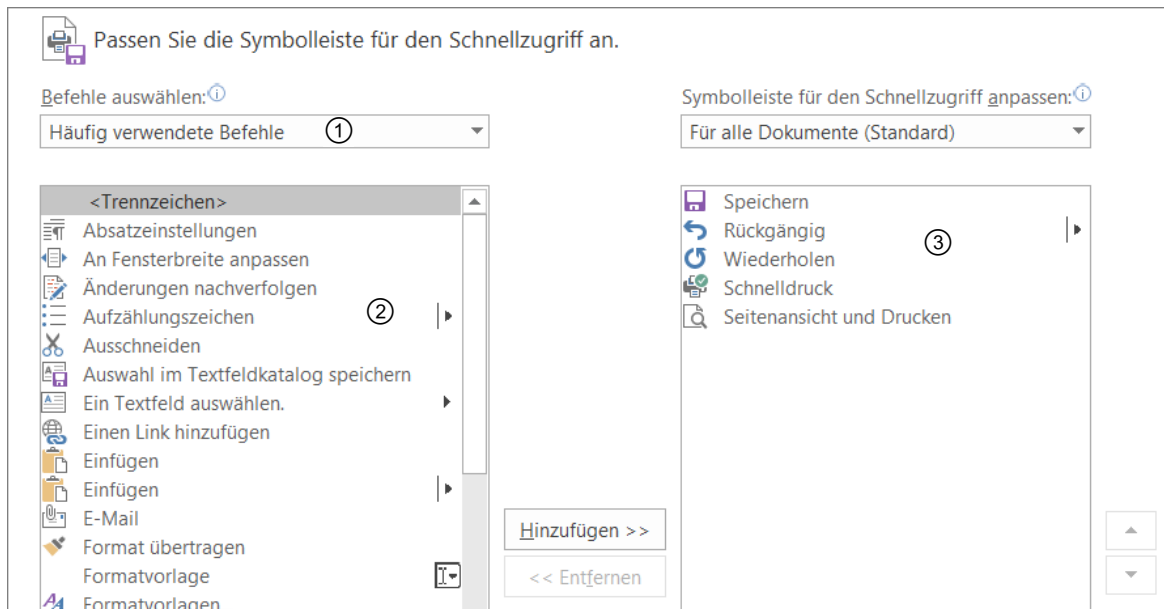 Passen Sie die Symbolleiste für den Schnellzugriff an.
Befehle auswählen:
Häufig verwendete Befehle ①
<Trennzeichen>
Absatzeinstellungen
An Fensterbreite anpassen
Änderungen nachverfolgen
Aufzählungszeichen ②
Ausschneiden
Auswahl im Textfeldkatalog speichern
Ein Textfeld auswählen.
Einen Link hinzufügen
Einfügen
Einfügen
E-Mail
Format übertragen
Formatvorlage
Formatvorlagen
Hinzufügen >>
<< Entfernen
Symbolleiste für den Schnellzugriff anpassen:
Für alle Dokumente (Standard)
Speichern
Rückgängig ③
Wiederholen
Schnelldruck
Seitenansicht und Drucken